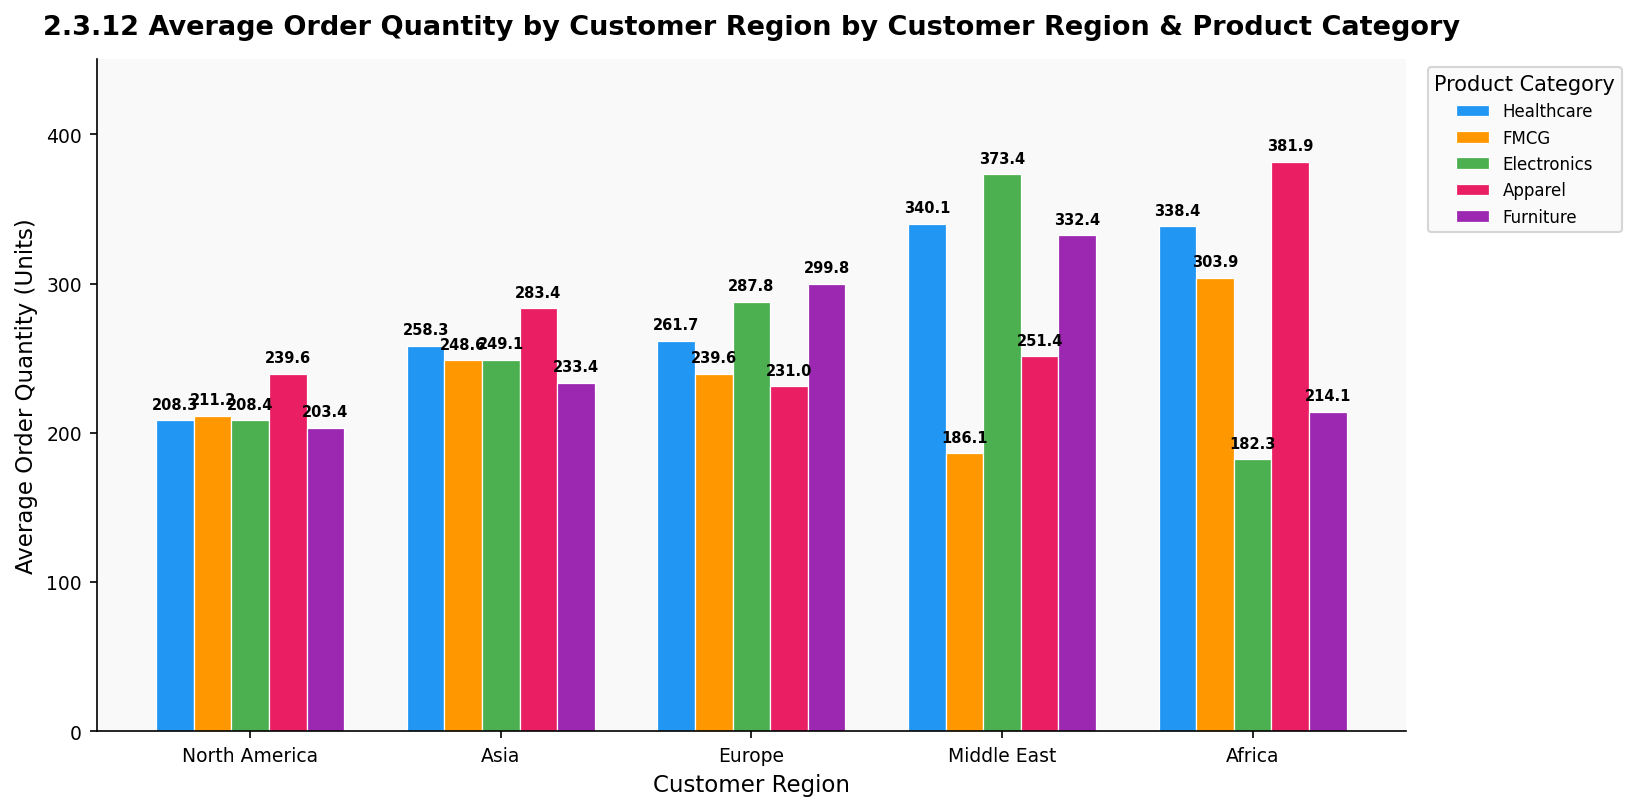 2.3.12 Average Order Quantity by Customer Region by Customer Region & Product Category
Product Category
Healthcare
FMCG
Electronics
Apparel
Furniture
Average Order Quantity (Units)
400
300
200
100
0
208.3
211.2
208.4
239.6
203.4
258.3
248.6
249.1
283.4
233.4
261.7
239.6
287.8
231.0
299.8
340.1
186.1
373.4
251.4
332.4
338.4
303.9
182.3
381.9
214.1
North America
Asia
Europe
Middle East
Africa
Customer Region